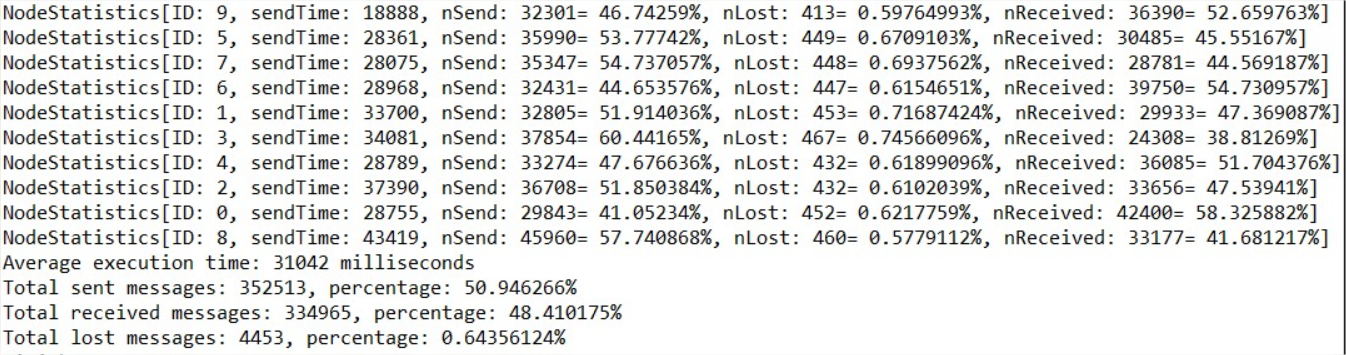 NodeStatistics[ID: 9, sendTime: 18888, nSend: 32301= 46.74259%, nLost: 413= 0.59764993%, nReceived: 36390= 52.659763%]
NodeStatistics[ID: 5, sendTime: 28361, nSend: 35990= 53.77742%, nLost: 449= 0.6709103%, nReceived: 30485= 45.55167%]
NodeStatistics[ID: 7, sendTime: 28075, nSend: 35347= 54.737057%, nLost: 448= 0.6937562%, nReceived: 28781= 44.569187%]
NodeStatistics[ID: 6, sendTime: 28968, nSend: 32431= 44.653576%, nLost: 447= 0.6154651%, nReceived: 39750= 54.730957%]
NodeStatistics[ID: 1, sendTime: 33700, nSend: 32805= 51.914036%, nLost: 453= 0.71687424%, nReceived: 29933= 47.369087%]
NodeStatistics[ID: 3, sendTime: 34081, nSend: 37854= 60.44165%, nLost: 467= 0.74566096%, nReceived: 24308= 38.81269%]
NodeStatistics[ID: 4, sendTime: 28789, nSend: 33274= 47.676636%, nLost: 432= 0.61899096%, nReceived: 36085= 51.704376%]
NodeStatistics[ID: 2, sendTime: 37390, nSend: 36708= 51.850384%, nLost: 432= 0.6102039%, nReceived: 33656= 47.53941%]
NodeStatistics[ID: 0, sendTime: 28755, nSend: 29843= 41.05234%, nLost: 452= 0.6217759%, nReceived: 42400= 58.325882%]
NodeStatistics[ID: 8, sendTime: 43419, nSend: 45960= 57.740868%, nLost: 460= 0.5779112%, nReceived: 33177= 41.681217%]
Average execution time: 31042 milliseconds
Total sent messages: 352513, percentage: 50.946266%
Total received messages: 334965, percentage: 48.410175%
Total lost messages: 4453, percentage: 0.64356124%